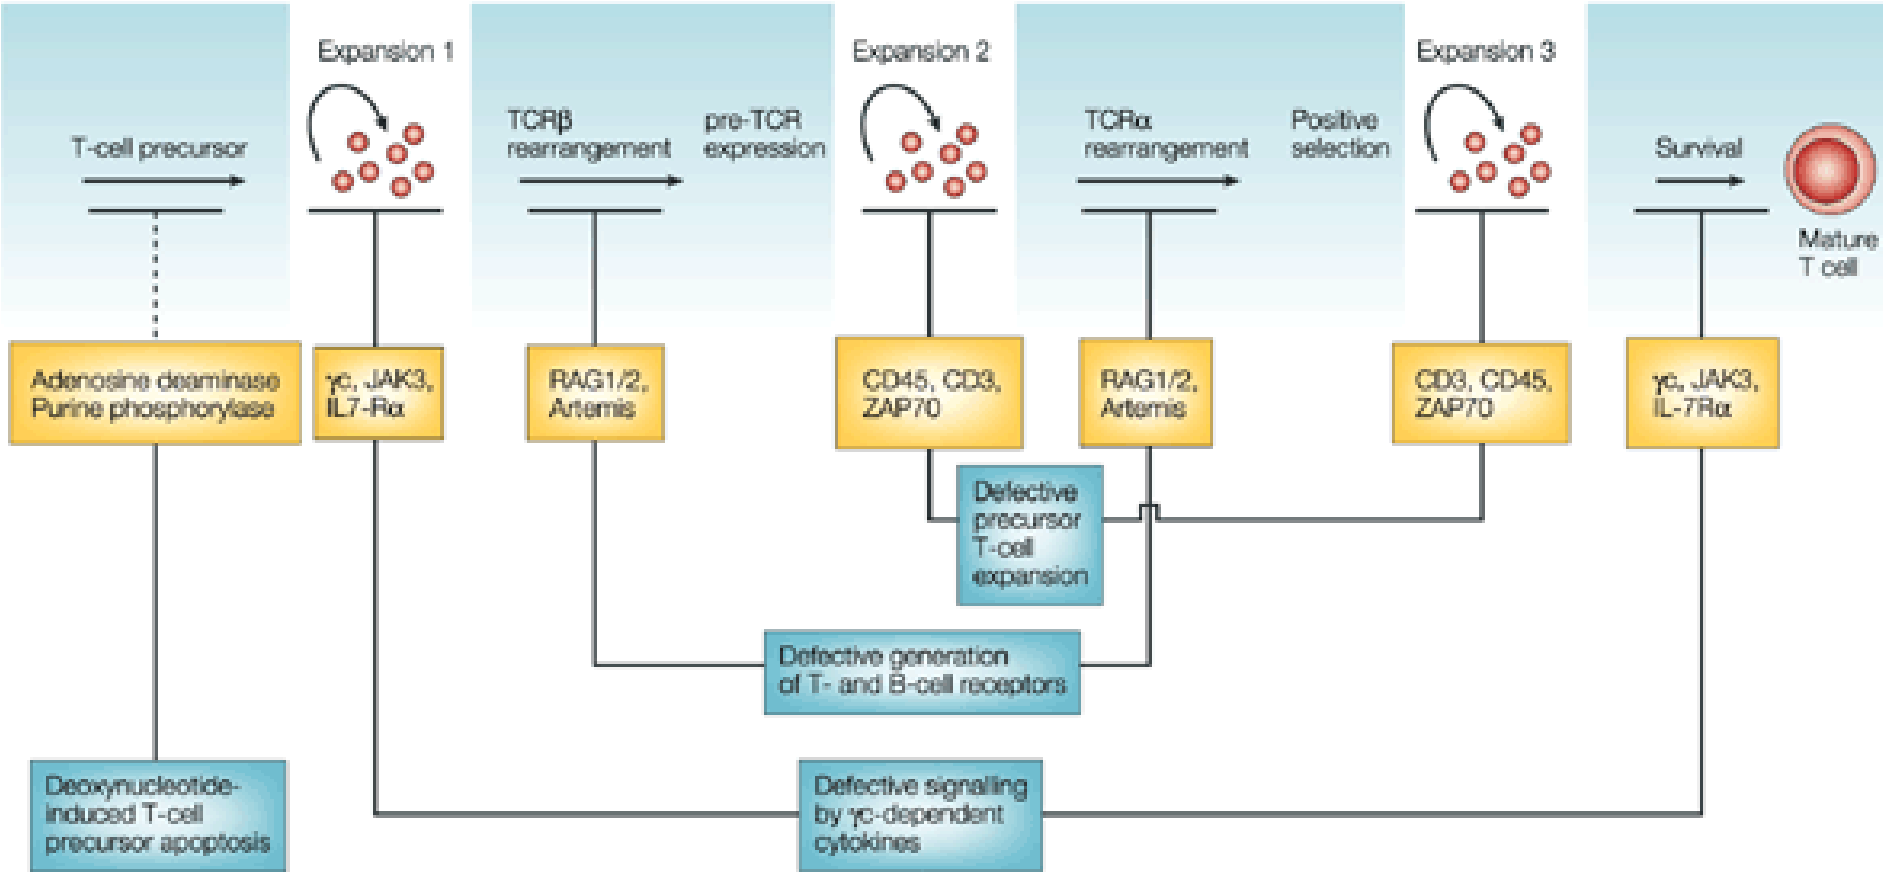 Expansion 1
Expansion 2
Expansion 3
T-cell precursor
TCRβ
rearrangement
pre-TCR
expression
TCRα
rearrangement
Positive
selection
Survival
Mature
T cell
Adenosine deaminase
Purine phosphorylase
γc, JAK3,
IL7-Rα
RAG1/2,
Artemis
CD45, CD3,
ZAP70
RAG1/2,
Artemis
CD3, CD45,
ZAP70
γc, JAK3,
IL-7Rα
Defective
precursor
T-cell
expansion
Defective generation
of T- and B-cell receptors
Deoxynucleotide-
induced T-cell
precursor apoptosis
Defective signalling
by γc-dependent
cytokines